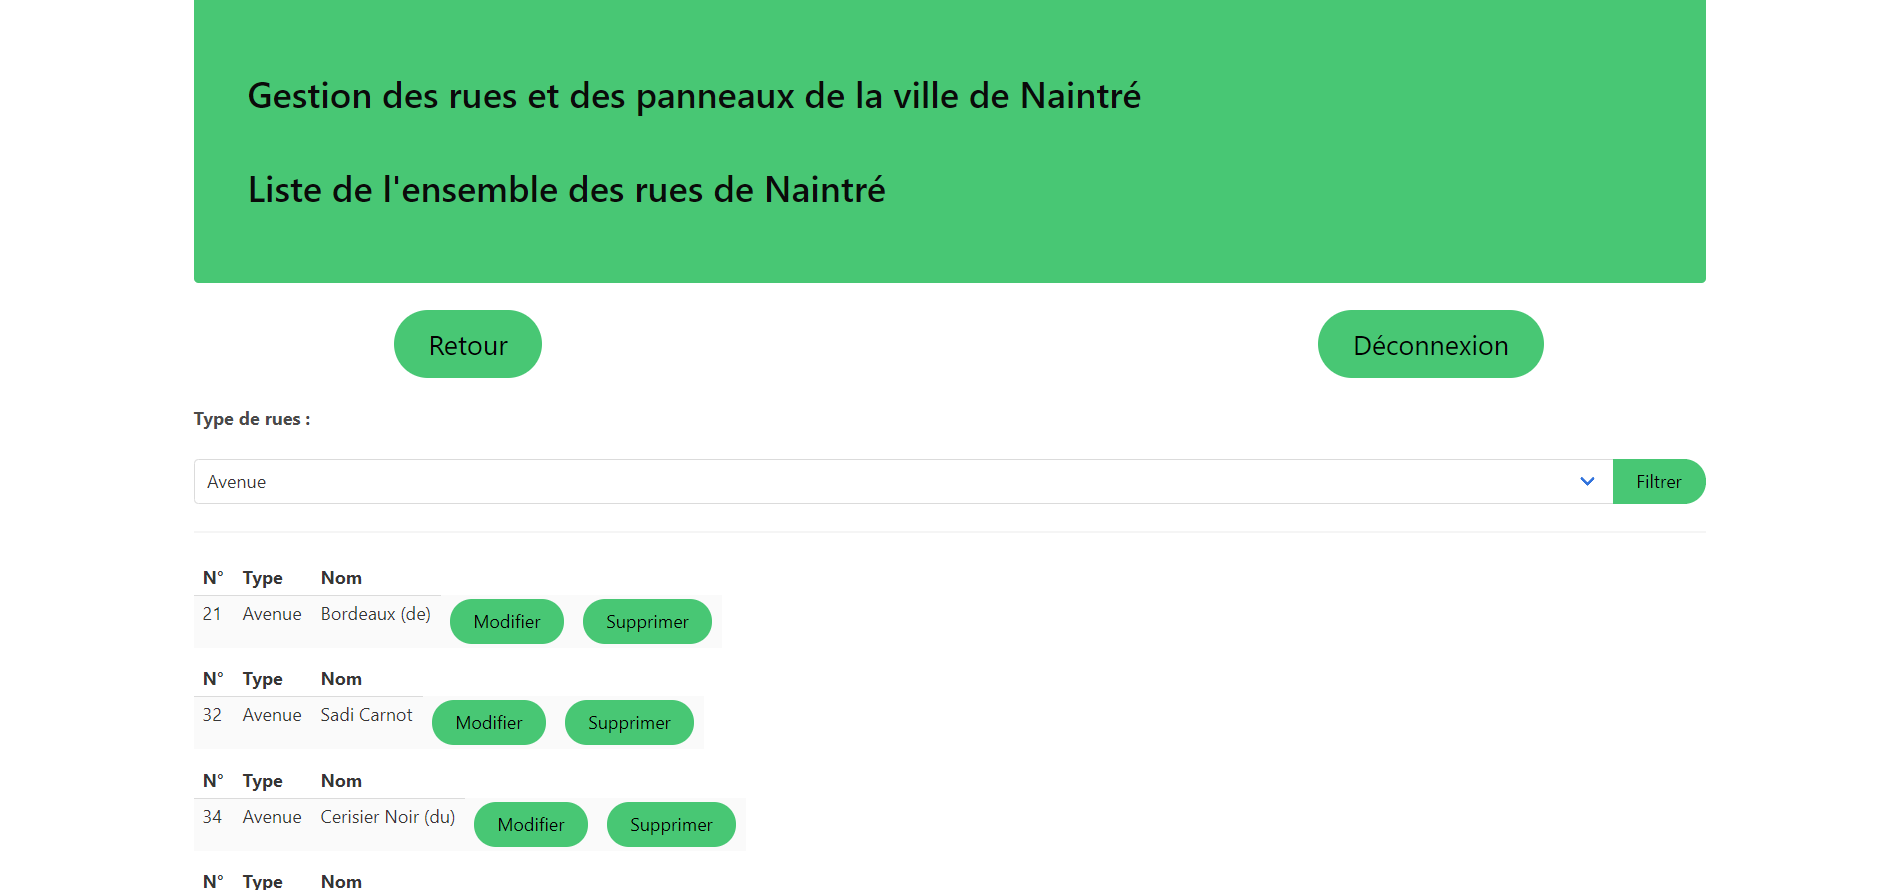 Gestion des rues et des panneaux de la ville de Naintré
Liste de l'ensemble des rues de Naintré
Retour Déconnexion
Type de rues :
Avenue Filtrer
N° Type Nom
21 Avenue Bordeaux (de) Modifier Supprimer
N° Type Nom
32 Avenue Sadi Carnot Modifier Supprimer
N° Type Nom
34 Avenue Cerisier Noir (du) Modifier Supprimer
N° Type Nom